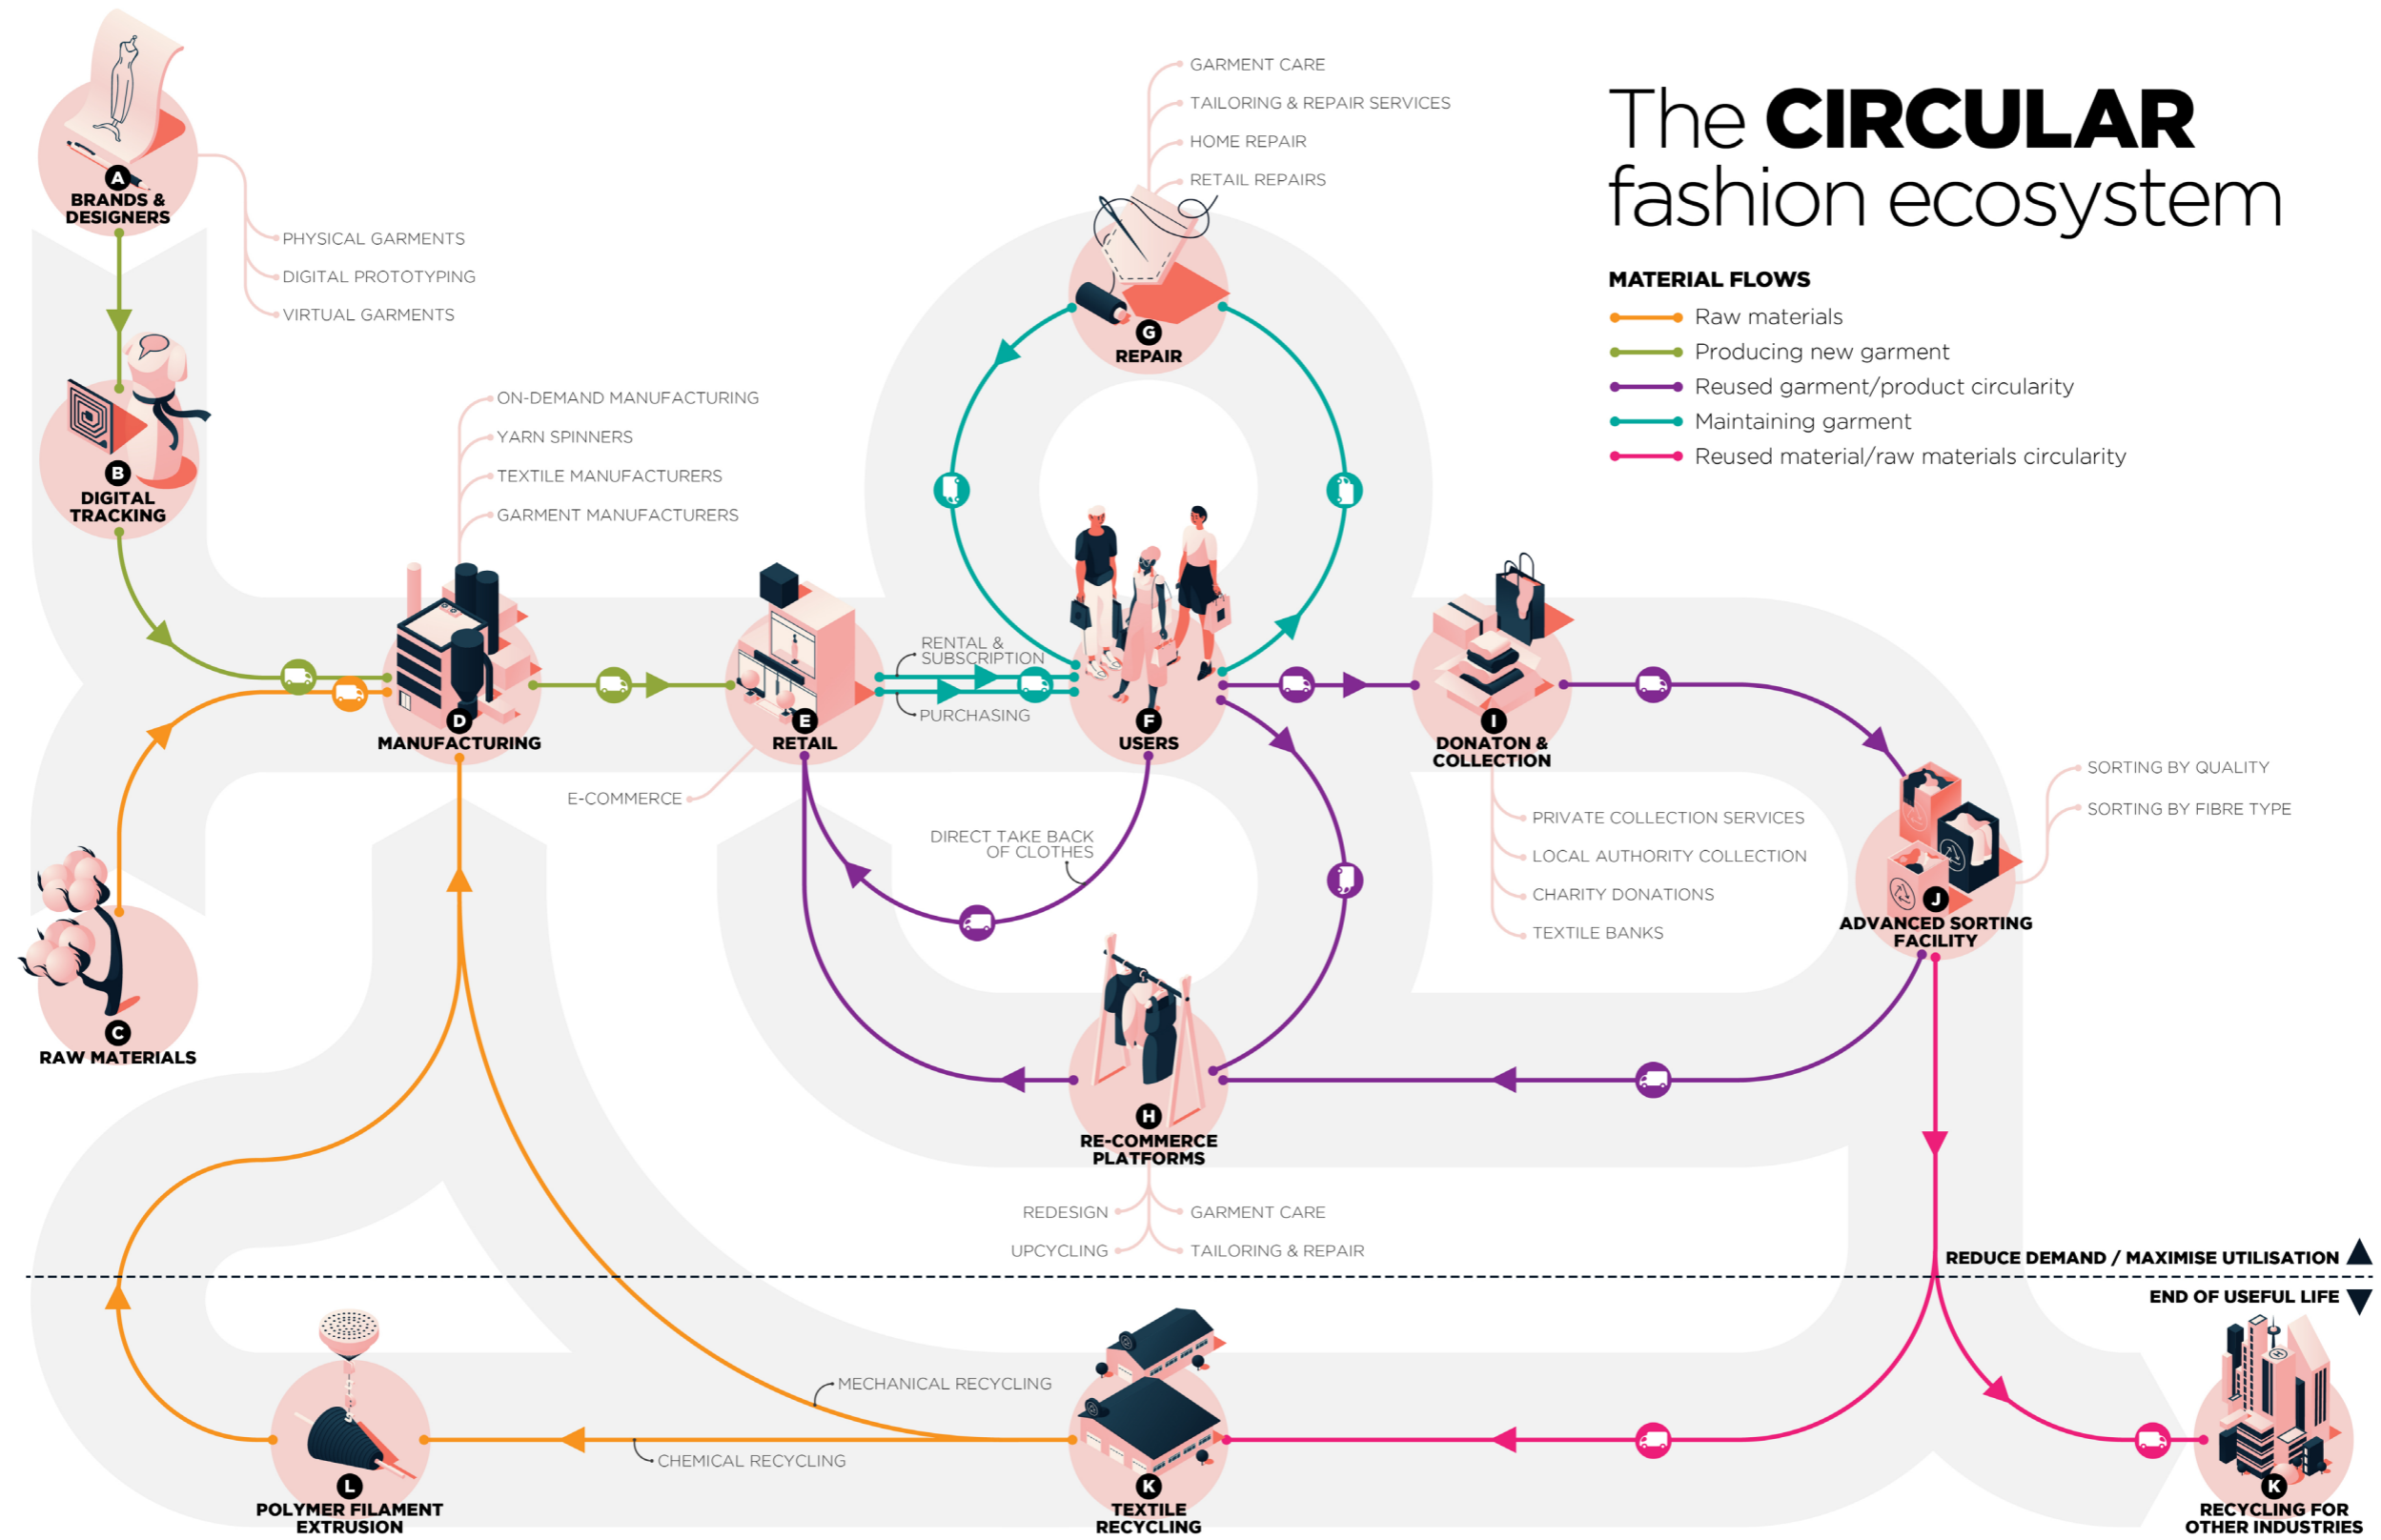 The CIRCULAR
fashion ecosystem
MATERIAL FLOWS
Raw materials
Producing new garment
Reused garment/product circularity
Maintaining garment
Reused material/raw materials circularity
A
BRANDS &
DESIGNERS
PHYSICAL GARMENTS
DIGITAL PROTOTYPING
VIRTUAL GARMENTS
B
DIGITAL
TRACKING
C
RAW MATERIALS
ON-DEMAND MANUFACTURING
YARN SPINNERS
TEXTILE MANUFACTURERS
GARMENT MANUFACTURERS
D
MANUFACTURING
E
RETAIL
E-COMMERCE
RENTAL &
SUBSCRIPTION
PURCHASING
F
USERS
DIRECT TAKE BACK
OF CLOTHES
GARMENT CARE
TAILORING & REPAIR SERVICES
HOME REPAIR
RETAIL REPAIRS
G
REPAIR
H
RE-COMMERCE
PLATFORMS
REDESIGN
UPCYCLING
GARMENT CARE
TAILORING & REPAIR
I
DONATON &
COLLECTION
PRIVATE COLLECTION SERVICES
LOCAL AUTHORITY COLLECTION
CHARITY DONATIONS
TEXTILE BANKS
J
ADVANCED SORTING
FACILITY
SORTING BY QUALITY
SORTING BY FIBRE TYPE
REDUCE DEMAND / MAXIMISE UTILISATION
END OF USEFUL LIFE
K
RECYCLING FOR
OTHER INDUSTRIES
K
TEXTILE
RECYCLING
MECHANICAL RECYCLING
CHEMICAL RECYCLING
L
POLYMER FILAMENT
EXTRUSION
H